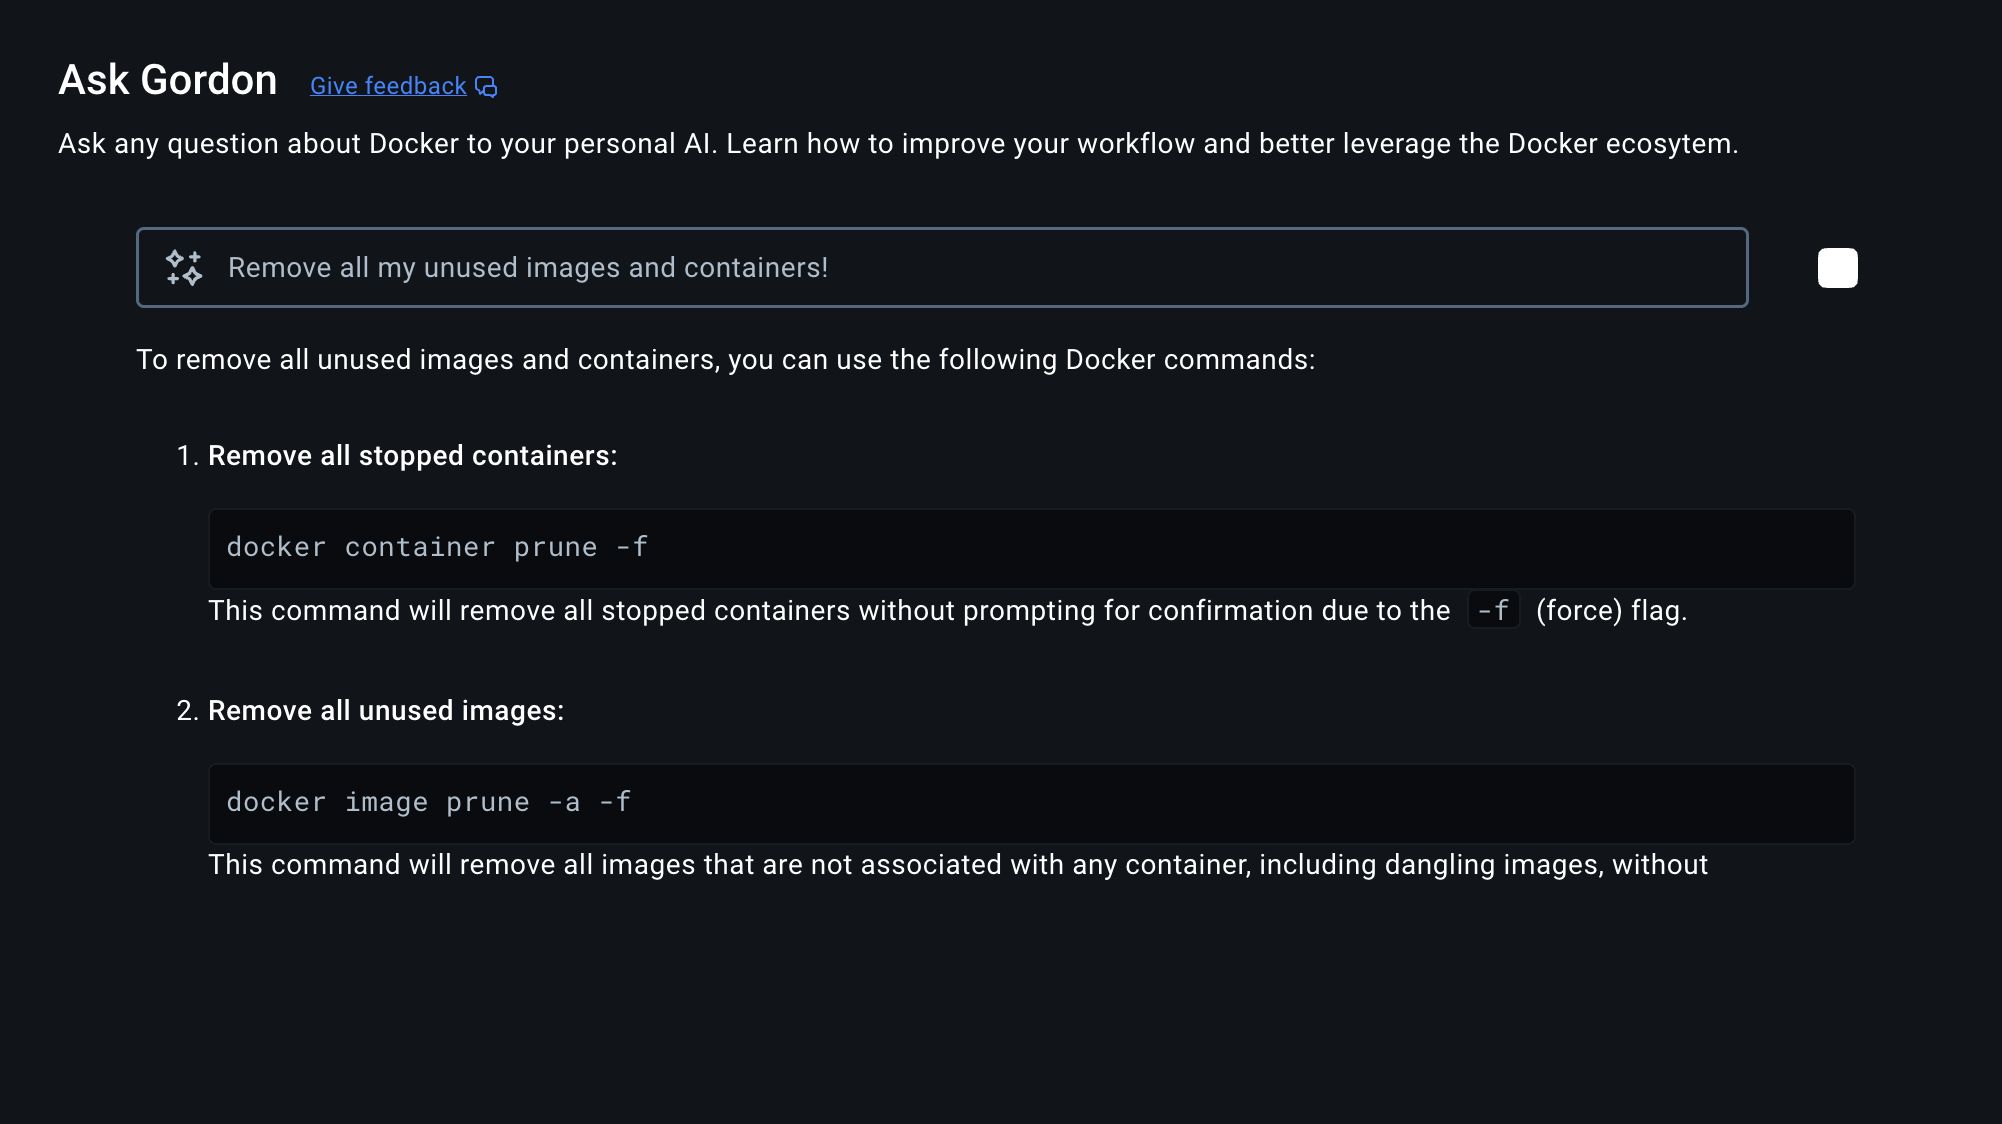 Ask Gordon Give feedback
Ask any question about Docker to your personal AI. Learn how to improve your workflow and better leverage the Docker ecosytem.
Remove all my unused images and containers!
To remove all unused images and containers, you can use the following Docker commands:
1. Remove all stopped containers:
docker container prune -f
This command will remove all stopped containers without prompting for confirmation due to the -f (force) flag.
2. Remove all unused images:
docker image prune -a -f
This command will remove all images that are not associated with any container, including dangling images, without